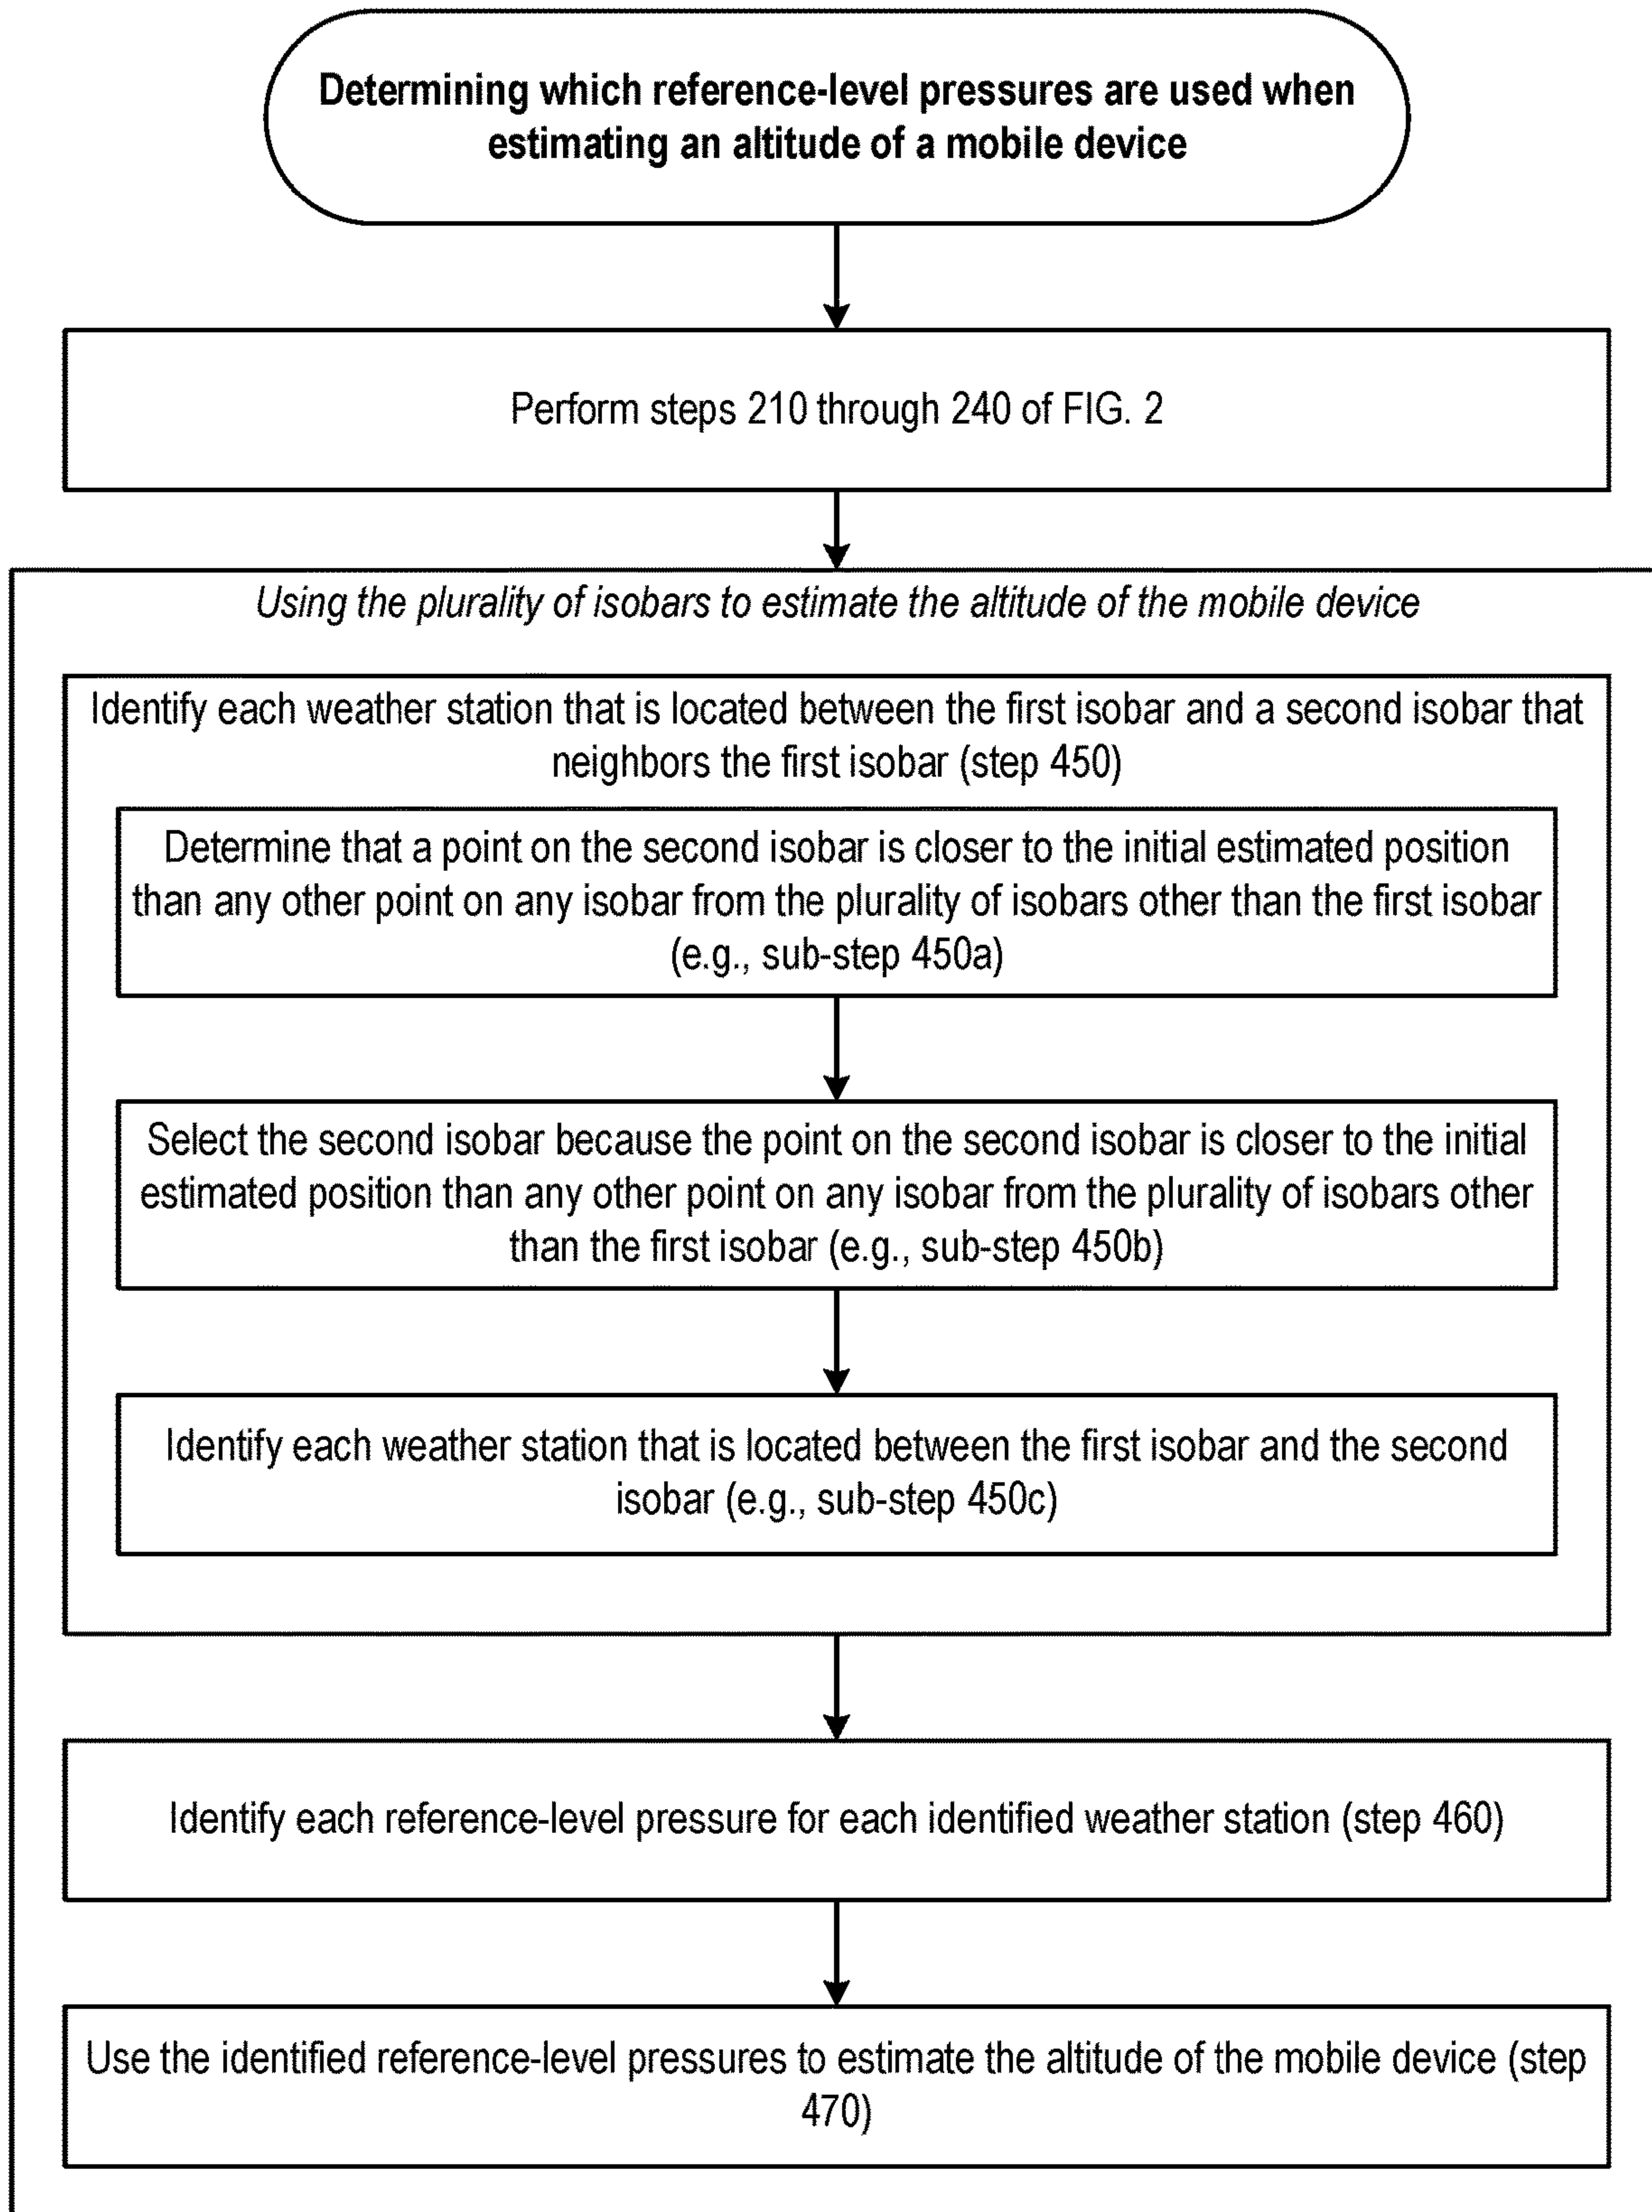 Determining which reference-level pressures are used when
estimating an altitude of a mobile device
Perform steps 210 through 240 of FIG. 2
Using the plurality of isobars to estimate the altitude of the mobile device
Identify each weather station that is located between the first isobar and a second isobar that
neighbors the first isobar (step 450)
Determine that a point on the second isobar is closer to the initial estimated position
than any other point on any isobar from the plurality of isobars other than the first isobar
(e.g., sub-step 450a)
Select the second isobar because the point on the second isobar is closer to the initial
estimated position than any other point on any isobar from the plurality of isobars other
than the first isobar (e.g., sub-step 450b)
Identify each weather station that is located between the first isobar and the second
isobar (e.g., sub-step 450c)
Identify each reference-level pressure for each identified weather station (step 460)
Use the identified reference-level pressures to estimate the altitude of the mobile device (step
470)